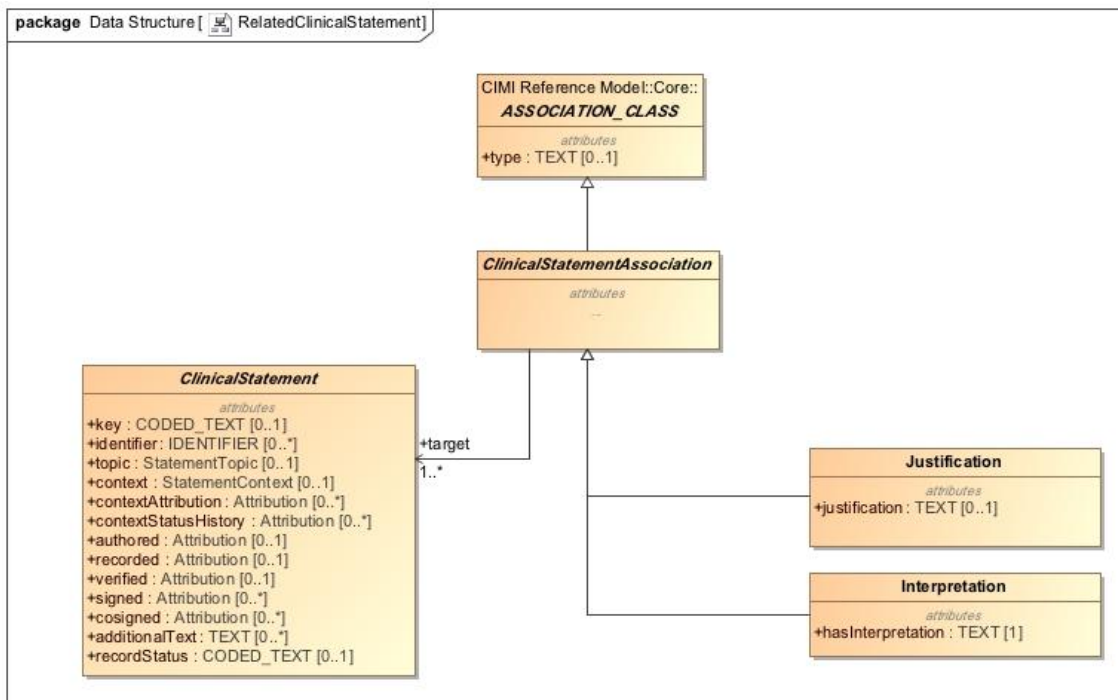 package Data Structure [ RelatedClinicalStatement]
CIMI Reference Model::Core::
ASSOCIATION_CLASS
attributes
+type : TEXT [0..1]
ClinicalStatementAssociation
attributes
...
ClinicalStatement
attributes
+key : CODED_TEXT [0..1]
+identifier : IDENTIFIER [0..*]
+topic : StatementTopic [0..1]
+context : StatementContext [0..1]
+contextAttribution : Attribution [0..*]
+contextStatusHistory : Attribution [0..*]
+authored : Attribution [0..1]
+recorded : Attribution [0..1]
+verified : Attribution [0..1]
+signed : Attribution [0..*]
+cosigned : Attribution [0..*]
+additionalText : TEXT [0..*]
+recordStatus : CODED_TEXT [0..1]
+target
1..*
Justification
attributes
+justification : TEXT [0..1]
Interpretation
attributes
+hasInterpretation : TEXT [1]